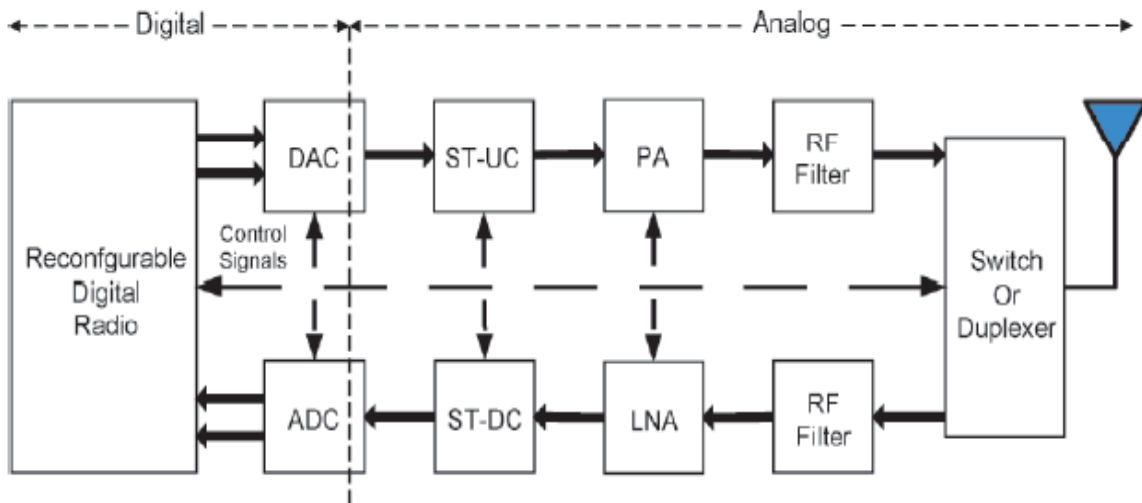 Digital
Analog
DAC
ST-UC
PA
RF
Filter
Control
Signals
Reconfgurable
Digital
Radio
Switch
Or
Duplexer
ADC
ST-DC
LNA
RF
Filter